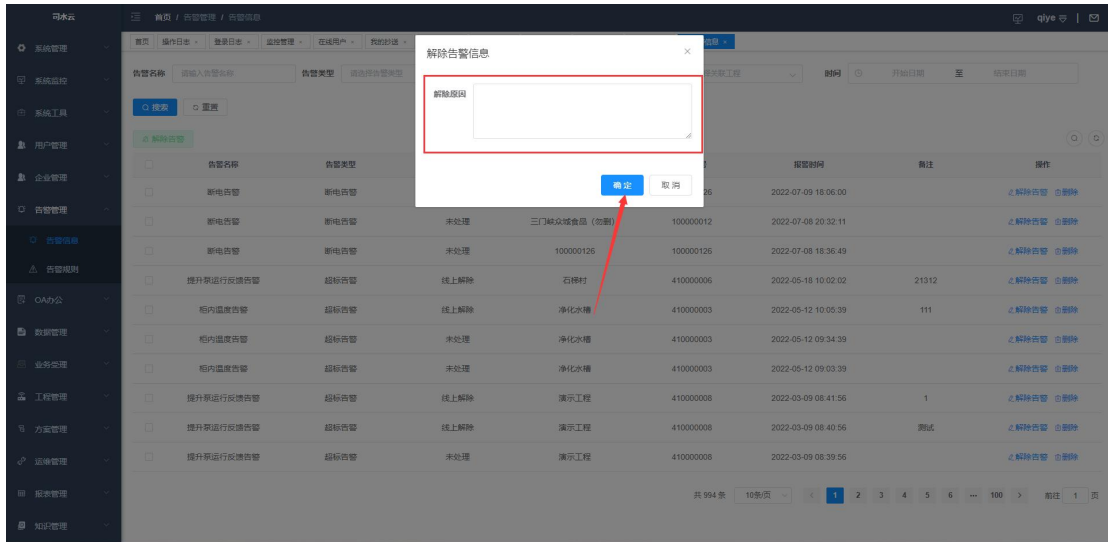 司水云 首页 / 告警管理 / 告警信息 qiye
系统管理 首页 操作日志 × 登录日志 × 监控管理 × 在线用户 × 我的抄送 × 信息 ×
解除告警信息 ×
系统监控 告警名称 请输入告警名称 告警类型 请选择告警类型 择关联工程 时间 开始日期 至 结束日期
解除原因
系统工具 搜索 重置
用户管理 解除告警
告警名称 告警类型 报警时间 备注 操作
企业管理 确定 取消
断电告警 断电告警 26 2022-07-09 18:06:00 解除告警 删除
告警管理 断电告警 断电告警 未处理 三门峡众城食品（勿删） 100000012 2022-07-08 20:32:11 解除告警 删除
告警信息 断电告警 断电告警 未处理 100000126 100000126 2022-07-08 18:36:49 解除告警 删除
告警规则 提升泵运行反馈告警 超标告警 线上解除 石梯村 410000006 2022-05-18 10:02:02 21312 解除告警 删除
OA办公 柜内温度告警 超标告警 线上解除 净化水槽 410000003 2022-05-12 10:05:39 111 解除告警 删除
数据管理 柜内温度告警 超标告警 未处理 净化水槽 410000003 2022-05-12 09:34:39 解除告警 删除
业务受理 柜内温度告警 超标告警 未处理 净化水槽 410000003 2022-05-12 09:03:39 解除告警 删除
工程管理 提升泵运行反馈告警 超标告警 线上解除 演示工程 410000008 2022-03-09 08:41:56 1 解除告警 删除
方案管理 提升泵运行反馈告警 超标告警 线上解除 演示工程 410000008 2022-03-09 08:40:56 测试 解除告警 删除
运维管理 提升泵运行反馈告警 超标告警 未处理 演示工程 410000008 2022-03-09 08:39:56 解除告警 删除
报表管理 共 994 条 10条/页 < 1 2 3 4 5 6 ... 100 > 前往 1 页
知识管理